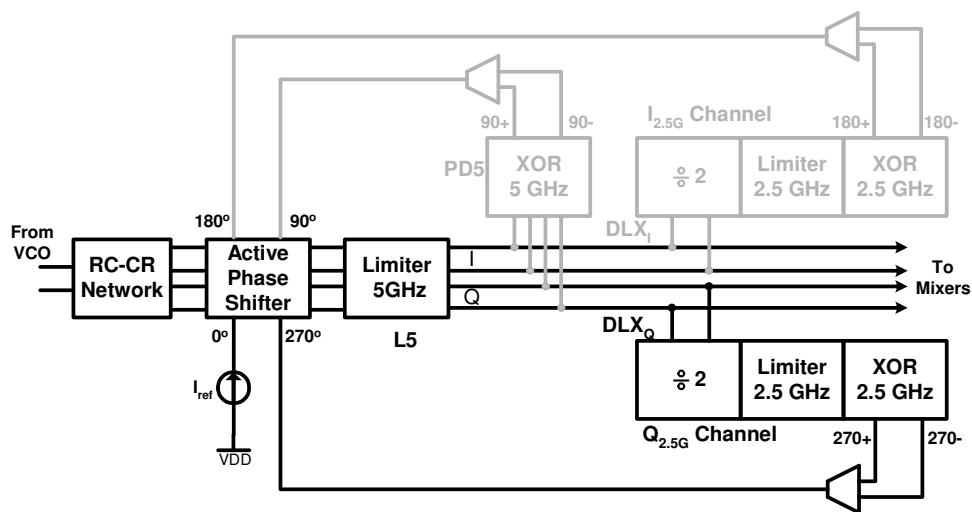 I2.5G Channel
180+ 180-
90+ 90-
PD5
XOR
5 GHz
÷ 2
Limiter
2.5 GHz
XOR
2.5 GHz
DLXI
180º 90º
From
VCO
RC-CR
Network
Active
Phase
Shifter
Limiter
5GHz
I
Q
To
Mixers
0º 270º
L5
DLXQ
Iref
VDD
÷ 2
Limiter
2.5 GHz
XOR
2.5 GHz
Q2.5G Channel
270+ 270-